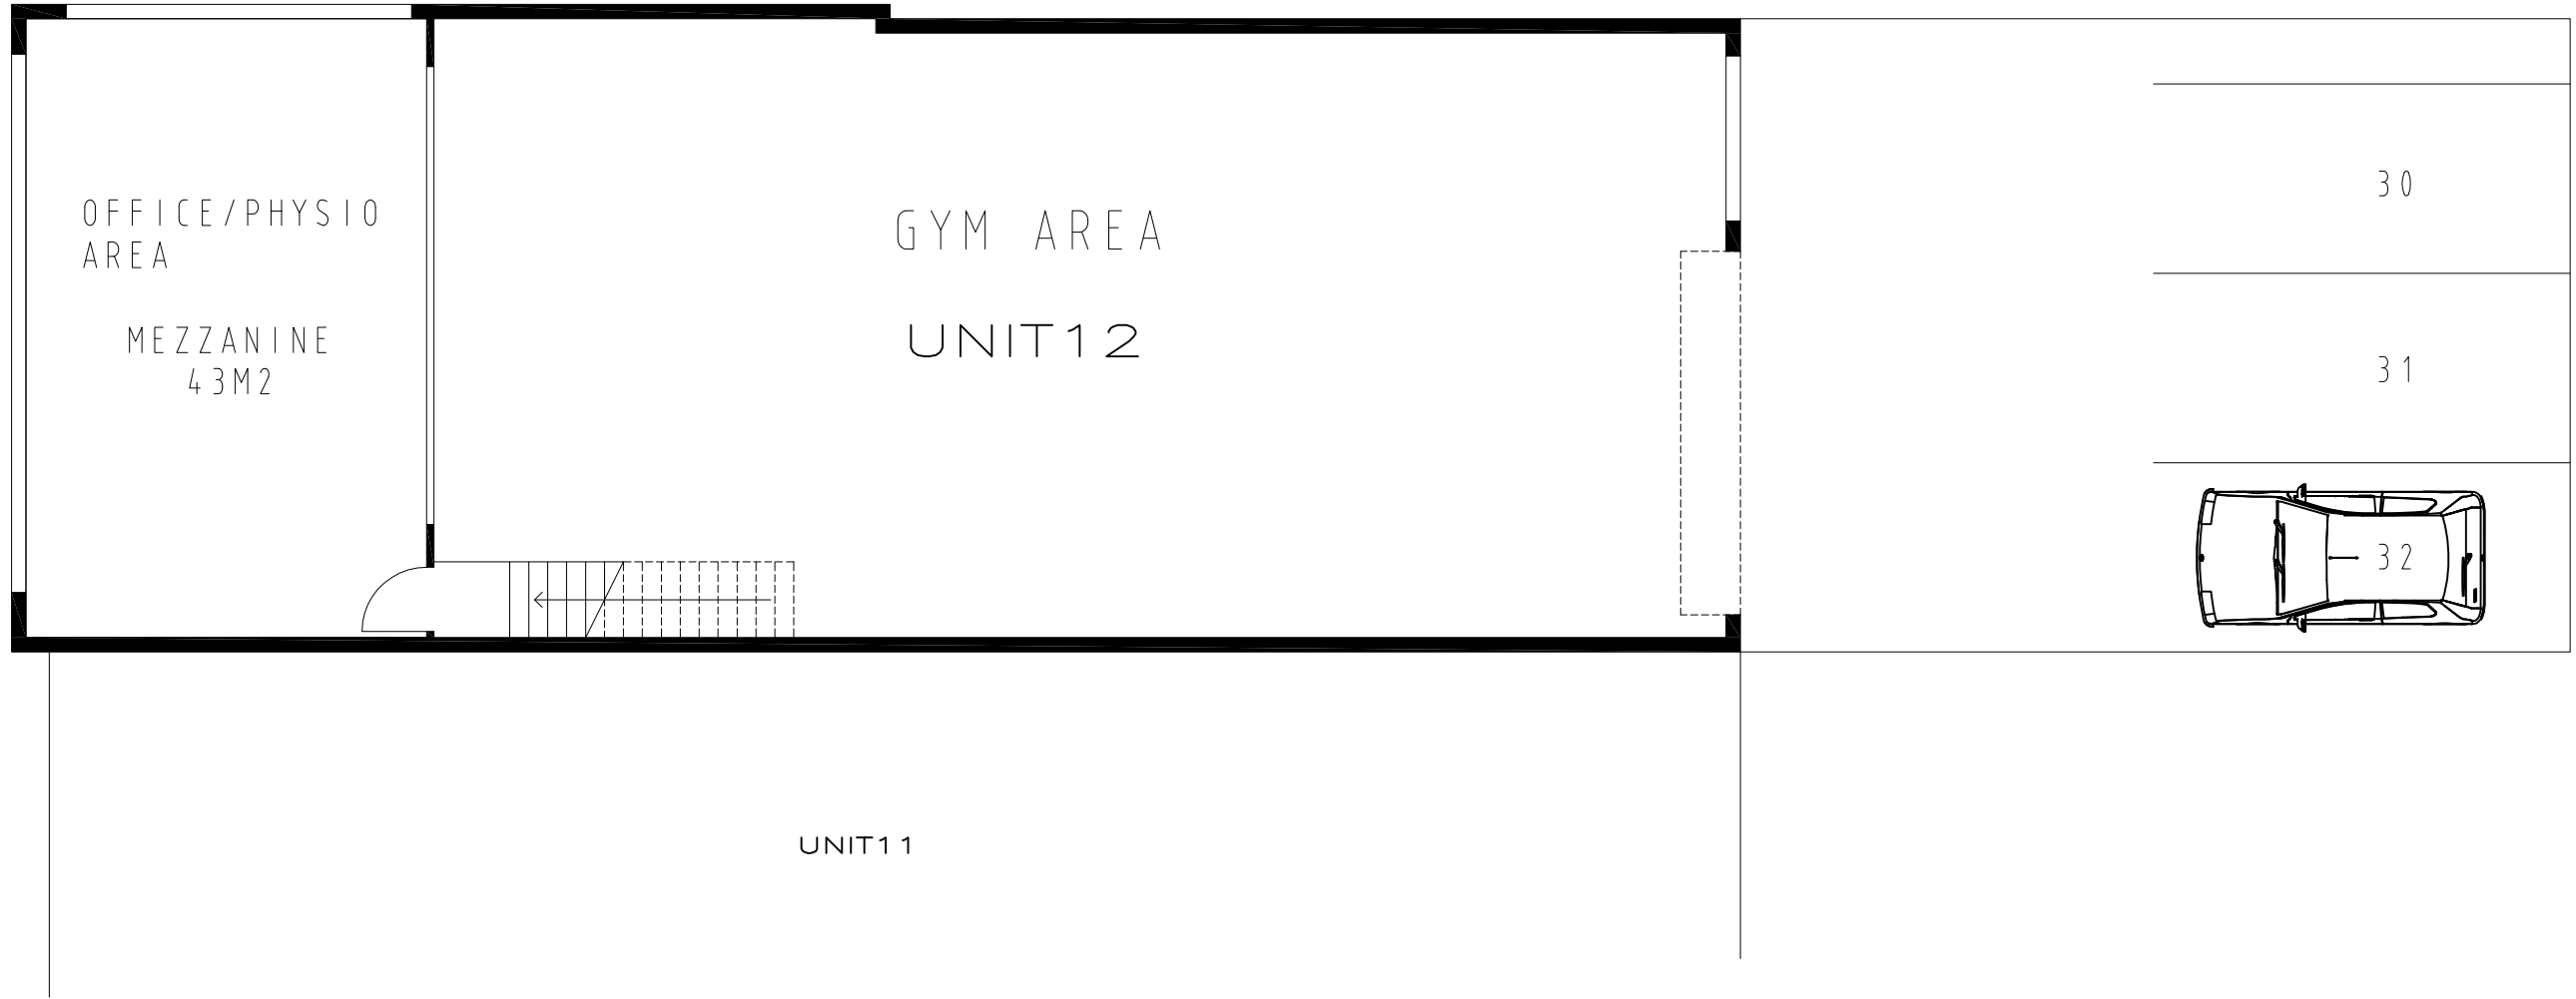 OFFICE/PHYSIO
AREA
MEZZANINE
43M2
GYM AREA
UNIT12
30
31
32
UNIT11